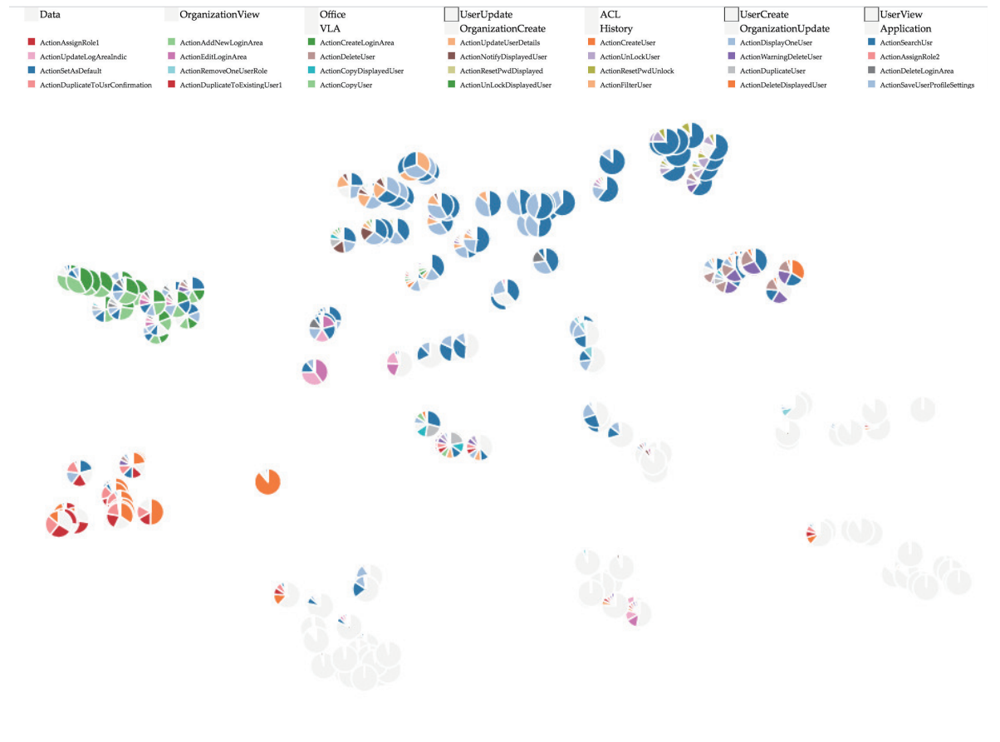 Data OrganizationView Office UserUpdate ACL UserCreate UserView
VLA OrganizationCreate History OrganizationUpdate Application
ActionAssignRole1 ActionAddNewLoginArea ActionCreateLoginArea ActionUpdateUserDetails ActionCreateUser ActionDisplayOneUser ActionSearchUsr
ActionUpdateLogAreaIndic ActionEditLoginArea ActionDeleteUser ActionNotifyDisplayedUser ActionUnLockUser ActionWarningDeleteUser ActionAssignRole2
ActionSetAsDefault ActionRemoveOneUserRole ActionCopyDisplayedUser ActionResetPwdDisplayed ActionResetPwdUnlock ActionDuplicateUser ActionDeleteLoginArea
ActionDuplicateToUsrConfirmation ActionDuplicateToExistingUser1 ActionCopyUser ActionUnLockDisplayedUser ActionFilterUser ActionDeleteDisplayedUser ActionSaveUserProfileSettings